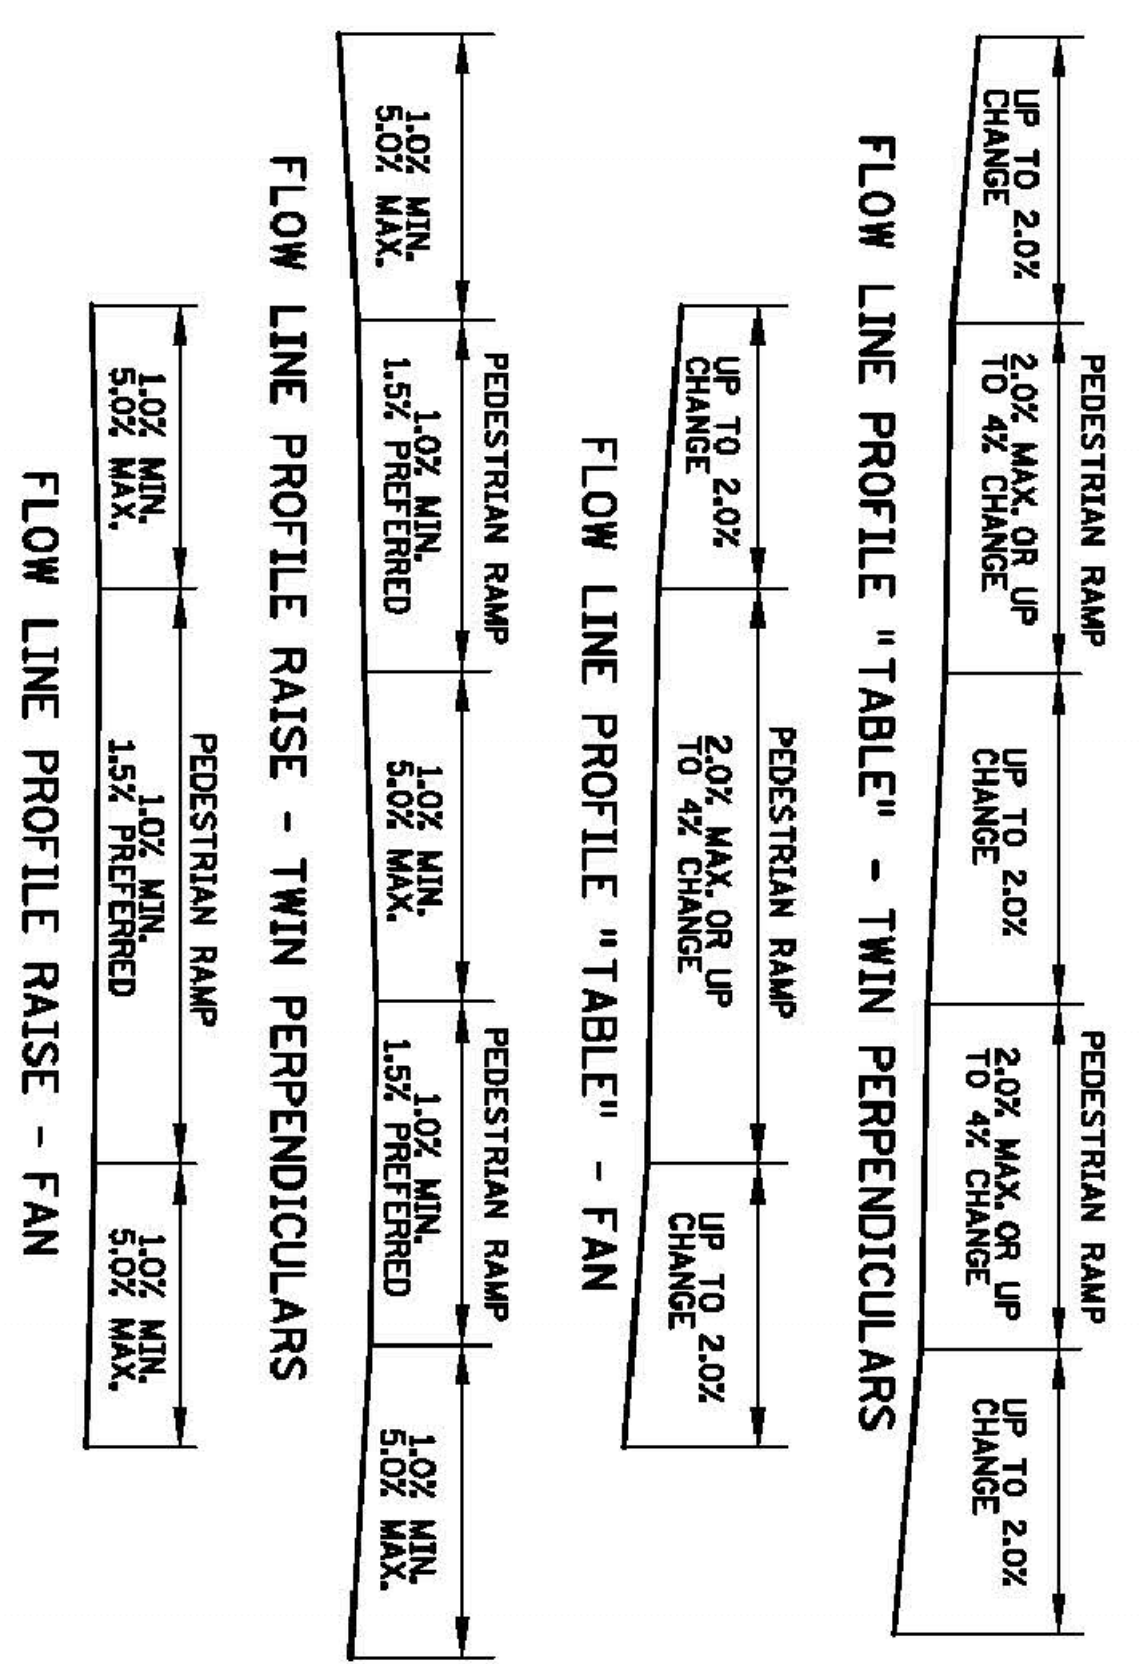 PEDESTRIAN RAMP
PEDESTRIAN RAMP
UP TO 2.0%
CHANGE
2.0% MAX. OR UP
TO 4% CHANGE
UP TO 2.0%
CHANGE
2.0% MAX. OR UP
TO 4% CHANGE
UP TO 2.0%
CHANGE
FLOW LINE PROFILE "TABLE" - TWIN PERPENDICULARS
PEDESTRIAN RAMP
UP TO 2.0%
CHANGE
2.0% MAX. OR UP
TO 4% CHANGE
UP TO 2.0%
CHANGE
FLOW LINE PROFILE "TABLE" - FAN
PEDESTRIAN RAMP
PEDESTRIAN RAMP
1.0% MIN.
5.0% MAX.
1.0% MIN.
1.5% PREFERRED
1.0% MIN.
5.0% MAX.
1.0% MIN.
1.5% PREFERRED
1.0% MIN.
5.0% MAX.
FLOW LINE PROFILE RAISE - TWIN PERPENDICULARS
PEDESTRIAN RAMP
1.0% MIN.
5.0% MAX.
1.0% MIN.
1.5% PREFERRED
1.0% MIN.
5.0% MAX.
FLOW LINE PROFILE RAISE - FAN